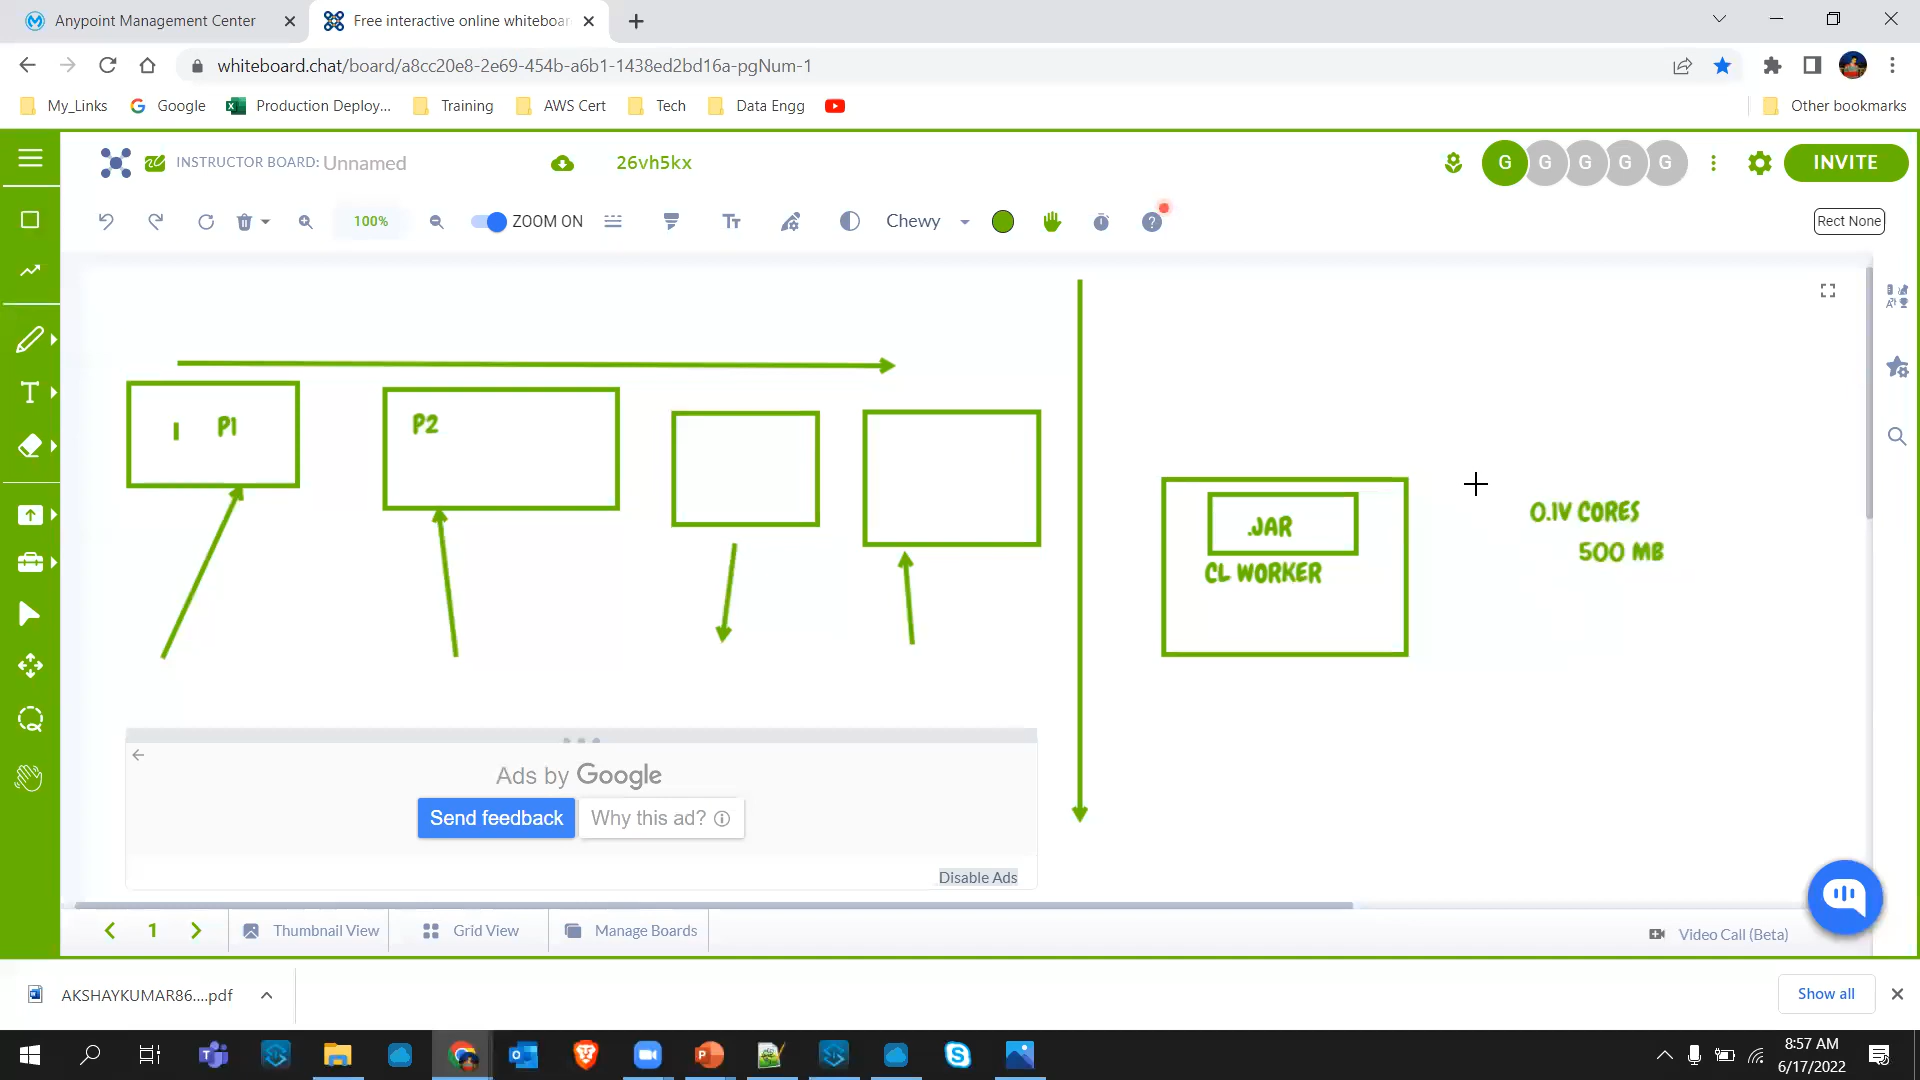 Anypoint Management Center
Free interactive online whiteboar
whiteboard.chat/board/a8cc20e8-2e69-454b-a6b1-1438ed2bd16a-pgNum-1
My_Links
Google
Production Deploy...
Training
AWS Cert
Tech
Data Engg
Other bookmarks
INSTRUCTOR BOARD: Unnamed
26vh5kx
G
G
G
G
G
INVITE
100%
ZOOM ON
Chewy
Rect None
I P1
P2
.JAR
CL WORKER
0.1V CORES
500 MB
Ads by Google
Send feedback
Why this ad?
Disable Ads
1
Thumbnail View
Grid View
Manage Boards
Video Call (Beta)
AKSHAYKUMAR86....pdf
Show all
8:57 AM
6/17/2022